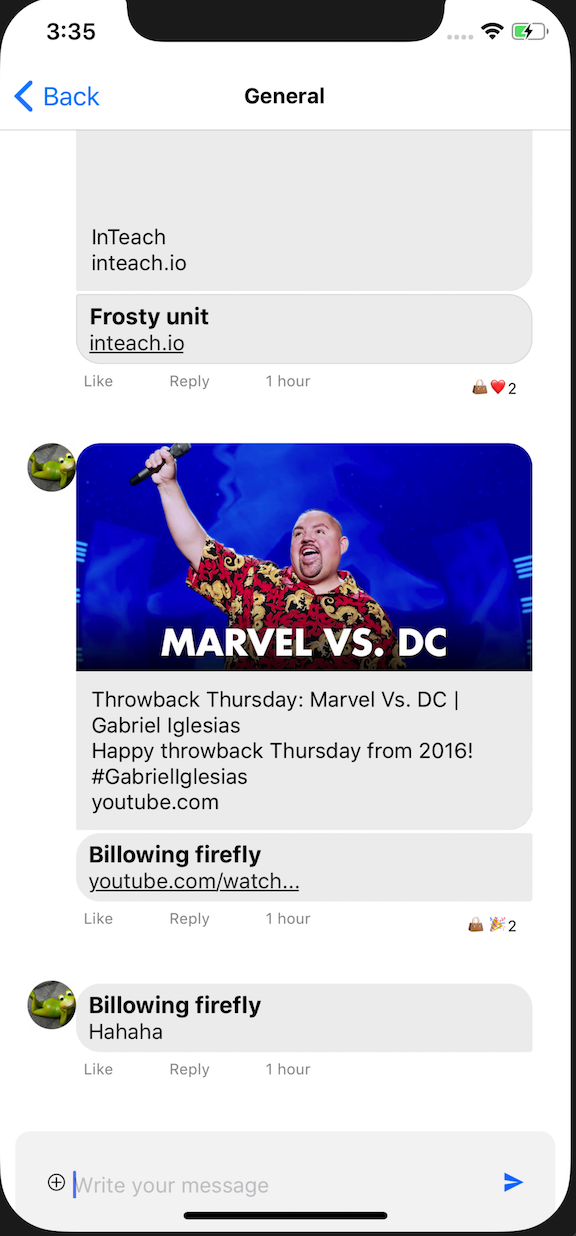 3:35
Back
General
InTeach
inteach.io
Frosty unit
inteach.io
Like Reply 1 hour
2
MARVEL VS. DC
Throwback Thursday: Marvel Vs. DC |
Gabriel Iglesias
Happy throwback Thursday from 2016!
#GabrielIglesias
youtube.com
Billowing firefly
youtube.com/watch...
Like Reply 1 hour
2
Billowing firefly
Hahaha
Like Reply 1 hour
Write your message